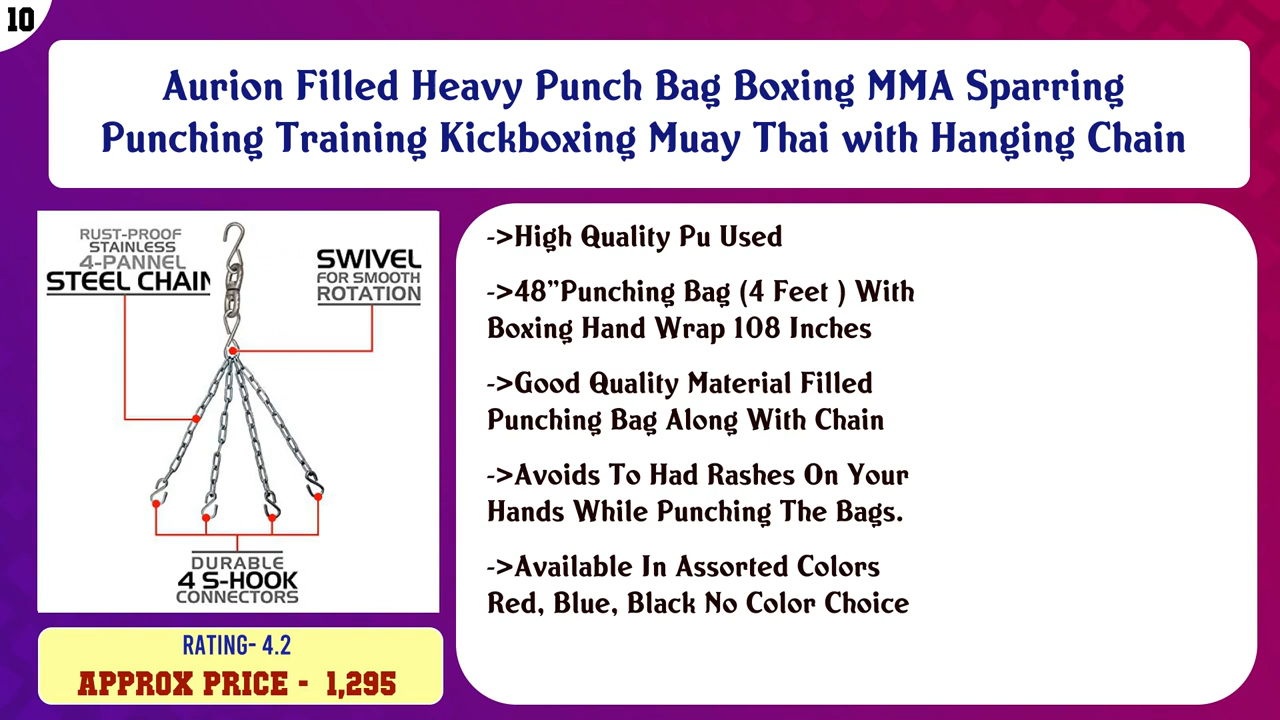 10
Aurion Filled Heavy Punch Bag Boxing MMA Sparring
Punching Training Kickboxing Muay Thai with Hanging Chain
RUST-PROOF
STAINLESS
4-PANNEL
STEEL CHAIN
SWIVEL
FOR SMOOTH
ROTATION
DURABLE
4 S-HOOK
CONNECTORS
RATING- 4.2
APPROX PRICE - 1,295
->High Quality Pu Used
->48”Punching Bag (4 Feet ) With
Boxing Hand Wrap 108 Inches
->Good Quality Material Filled
Punching Bag Along With Chain
->Avoids To Had Rashes On Your
Hands While Punching The Bags.
->Available In Assorted Colors
Red, Blue, Black No Color Choice